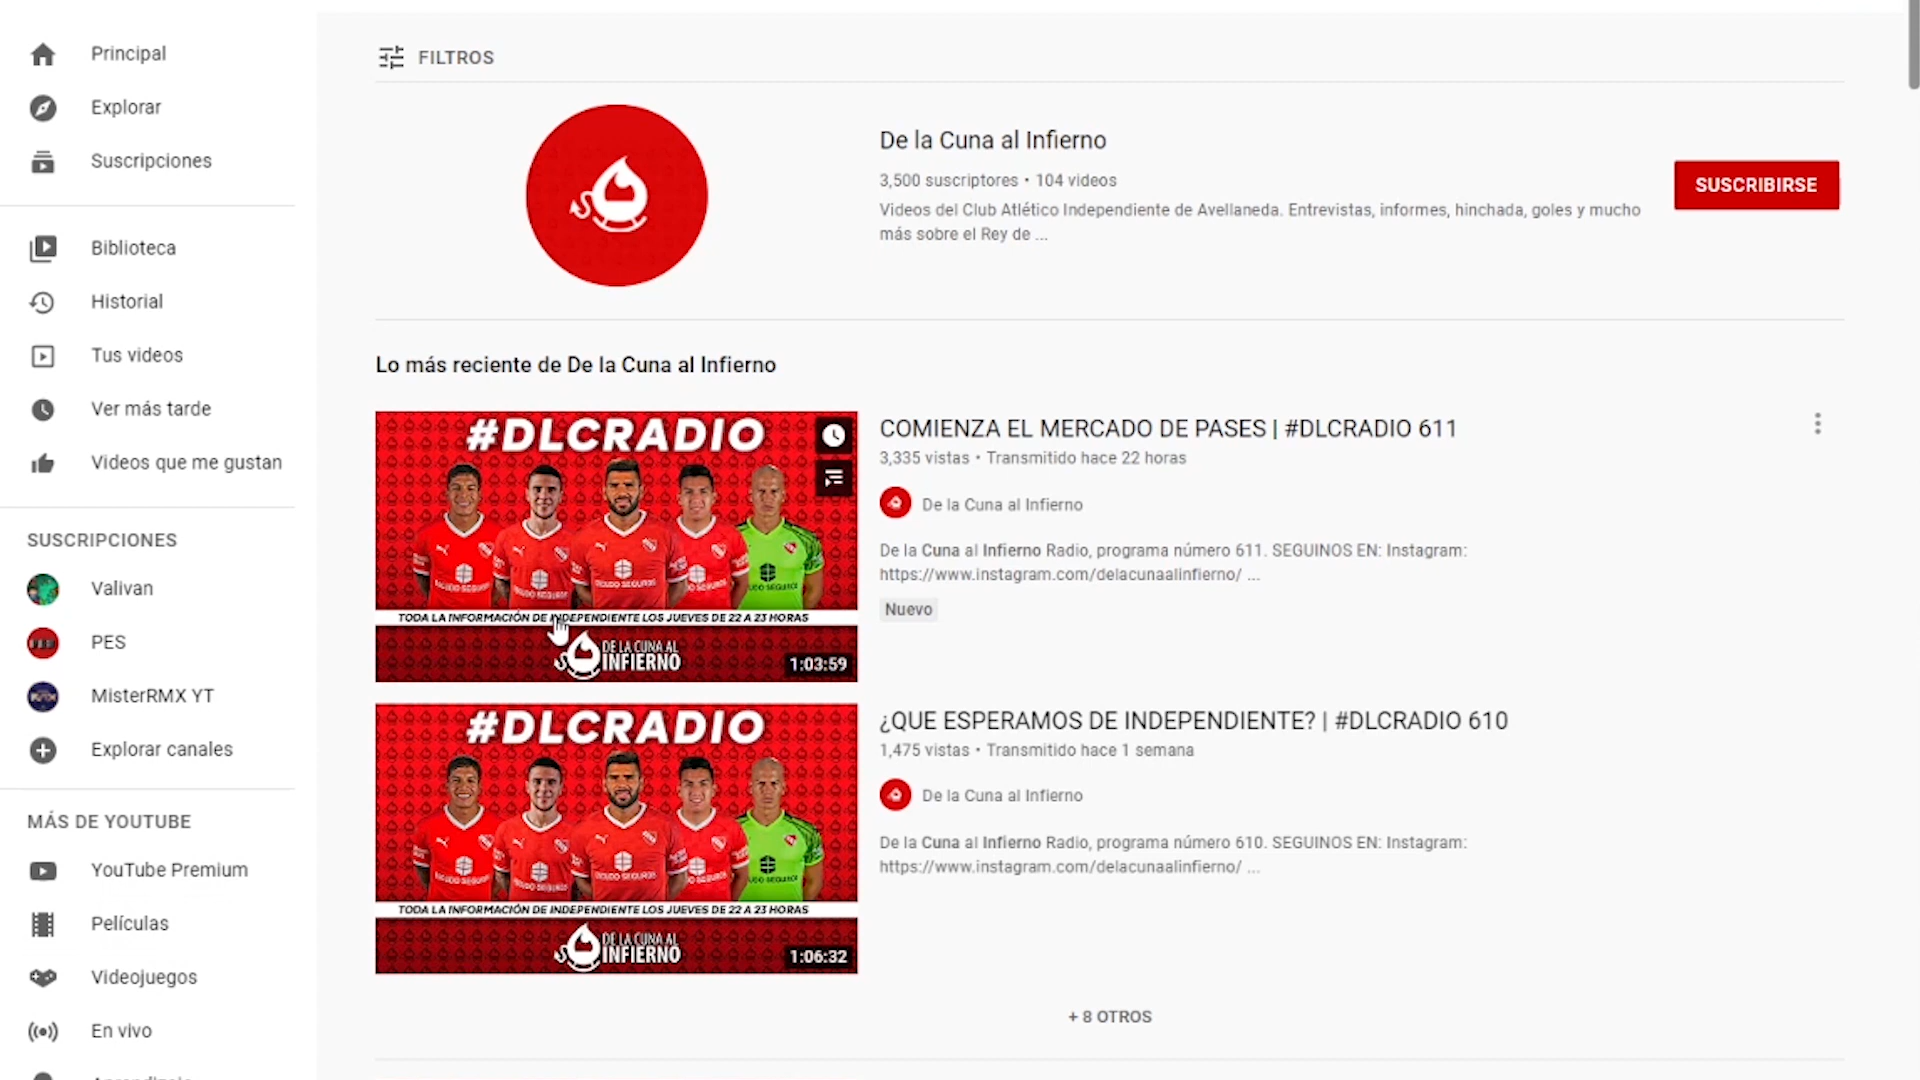 Principal
Explorar
Suscripciones
Biblioteca
Historial
Tus videos
Ver más tarde
Videos que me gustan
SUSCRIPCIONES
Valivan
PES
MisterRMX YT
Explorar canales
MÁS DE YOUTUBE
YouTube Premium
Películas
Videojuegos
En vivo
FILTROS
De la Cuna al Infierno
3,500 suscriptores • 104 videos
Videos del Club Atlético Independiente de Avellaneda. Entrevistas, informes, hinchada, goles y mucho
más sobre el Rey de ...
SUSCRIBIRSE
Lo más reciente de De la Cuna al Infierno
#DLCRADIO
TODA LA INFORMACIÓN DE INDEPENDIENTE LOS JUEVES DE 22 A 23 HORAS
DE LA CUNA AL
INFIERNO
1:03:59
COMIENZA EL MERCADO DE PASES | #DLCRADIO 611
3,335 vistas • Transmitido hace 22 horas
De la Cuna al Infierno
De la Cuna al Infierno Radio, programa número 611. SEGUINOS EN: Instagram:
https://www.instagram.com/delacunaalinfierno/ ...
Nuevo
#DLCRADIO
TODA LA INFORMACIÓN DE INDEPENDIENTE LOS JUEVES DE 22 A 23 HORAS
DE LA CUNA AL
INFIERNO
1:06:32
¿QUE ESPERAMOS DE INDEPENDIENTE? | #DLCRADIO 610
1,475 vistas • Transmitido hace 1 semana
De la Cuna al Infierno
De la Cuna al Infierno Radio, programa número 610. SEGUINOS EN: Instagram:
https://www.instagram.com/delacunaalinfierno/ ...
+ 8 OTROS